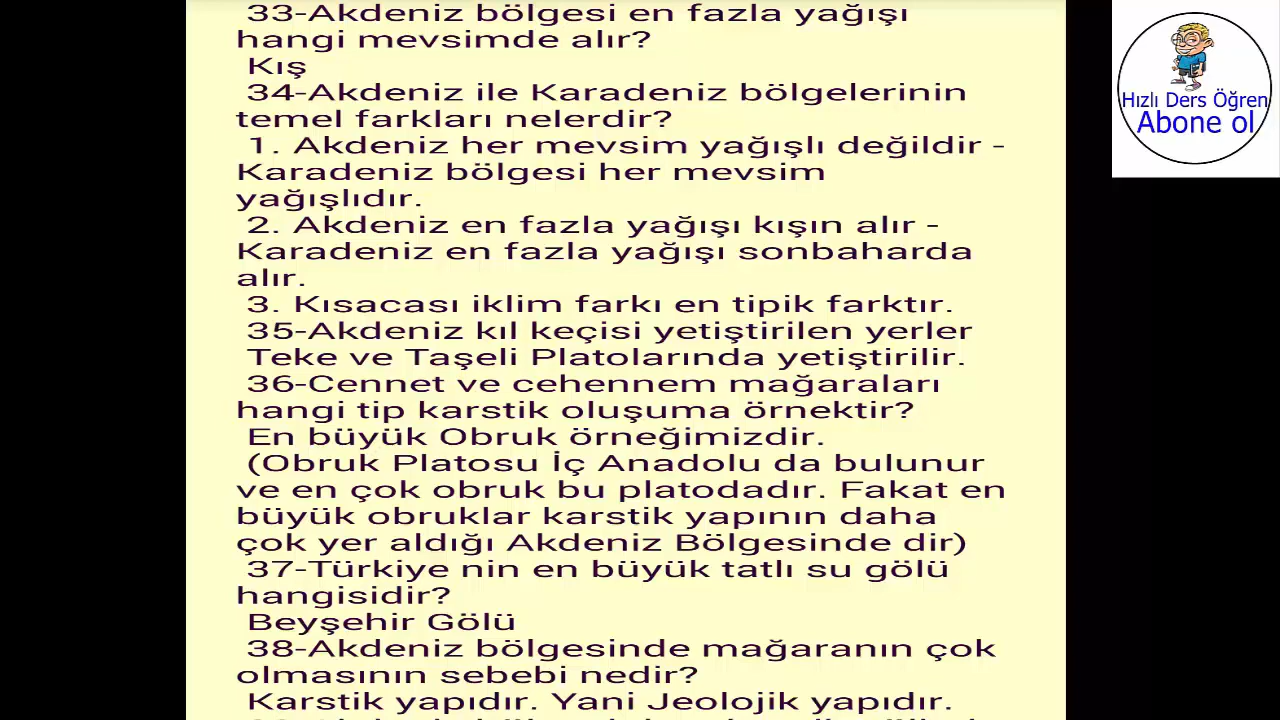 33-Akdeniz bölgesi en fazla yağışı
hangi mevsimde alır?
Kış
34-Akdeniz ile Karadeniz bölgelerinin
temel farkları nelerdir?
1. Akdeniz her mevsim yağışlı değildir -
Karadeniz bölgesi her mevsim
yağışlıdır.
2. Akdeniz en fazla yağışı kışın alır -
Karadeniz en fazla yağışı sonbaharda
alır.
3. Kısacası iklim farkı en tipik farktır.
35-Akdeniz kıl keçisi yetiştirilen yerler
Teke ve Taşeli Platolarında yetiştirilir.
36-Cennet ve cehennem mağaraları
hangi tip karstik oluşuma örnektir?
En büyük Obruk örneğimizdir.
(Obruk Platosu İç Anadolu da bulunur
ve en çok obruk bu platodadır. Fakat en
büyük obruklar karstik yapının daha
çok yer aldığı Akdeniz Bölgesinde dir)
37-Türkiye nin en büyük tatlı su gölü
hangisidir?
Beyşehir Gölü
38-Akdeniz bölgesinde mağaranın çok
olmasının sebebi nedir?
Karstik yapıdır. Yani Jeolojik yapıdır.
Hızlı Ders Öğren
Abone ol